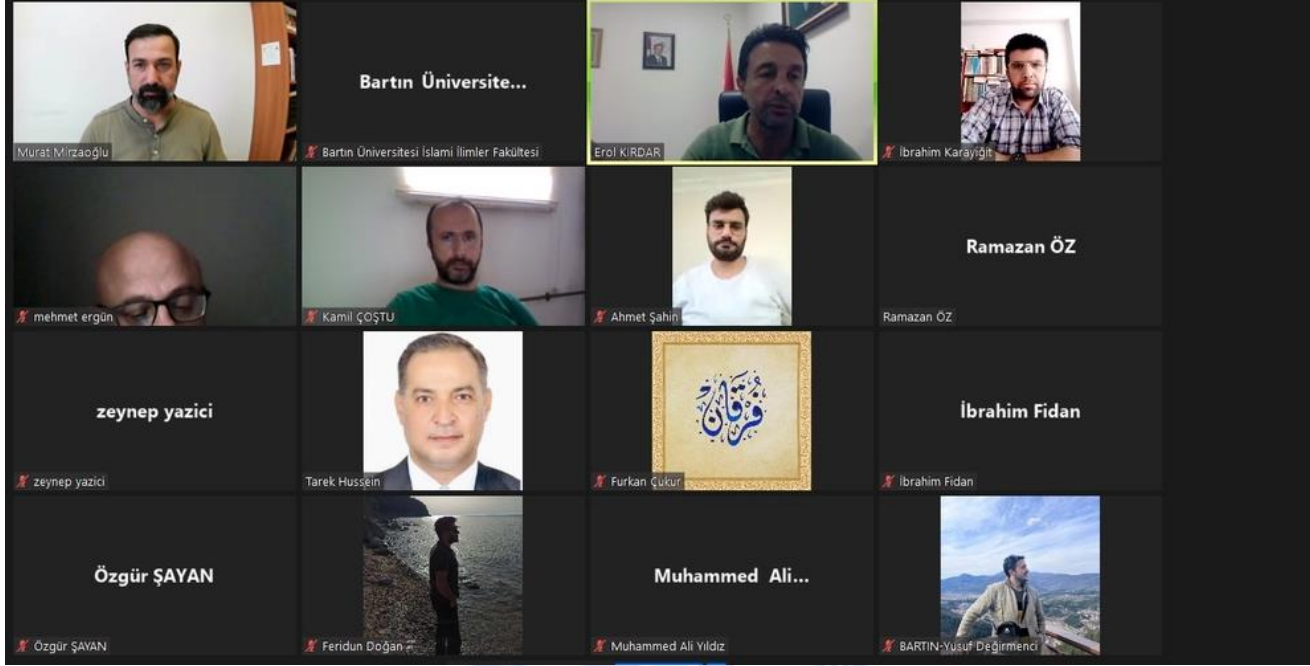 Murat Mirzaoğlu
Bartın Üniversite...
Bartın Üniversitesi İslami İlimler Fakültesi
Erol KIRDAR
İbrahim Karayiğit
mehmet ergün
Kamil ÇOŞTU
Ahmet Şahin
Ramazan ÖZ
Ramazan ÖZ
zeynep yazici
zeynep yazici
Tarek Hussein
فُرْقَان
Furkan Çukur
İbrahim Fidan
İbrahim Fidan
Özgür ŞAYAN
Özgür ŞAYAN
Feridun Doğan
Muhammed Ali...
Muhammed Ali Yıldız
BARTIN-Yusuf Değirmenci